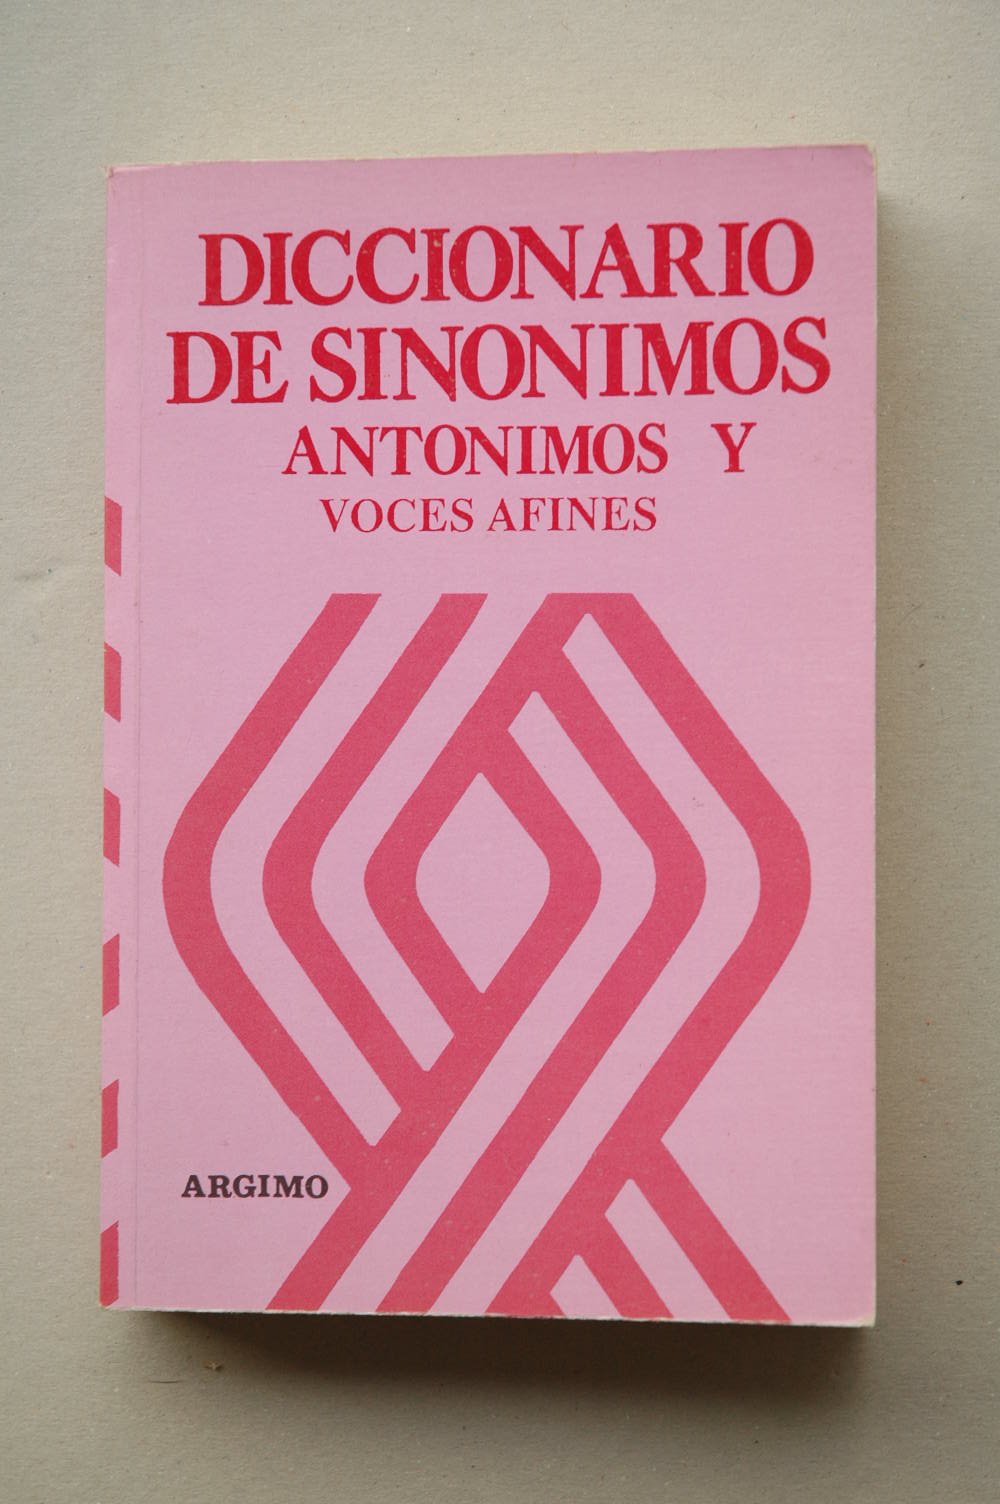 DICCIONARIO
DE SINONIMOS
ANTONIMOS Y
VOCES AFINES
ARGIMO